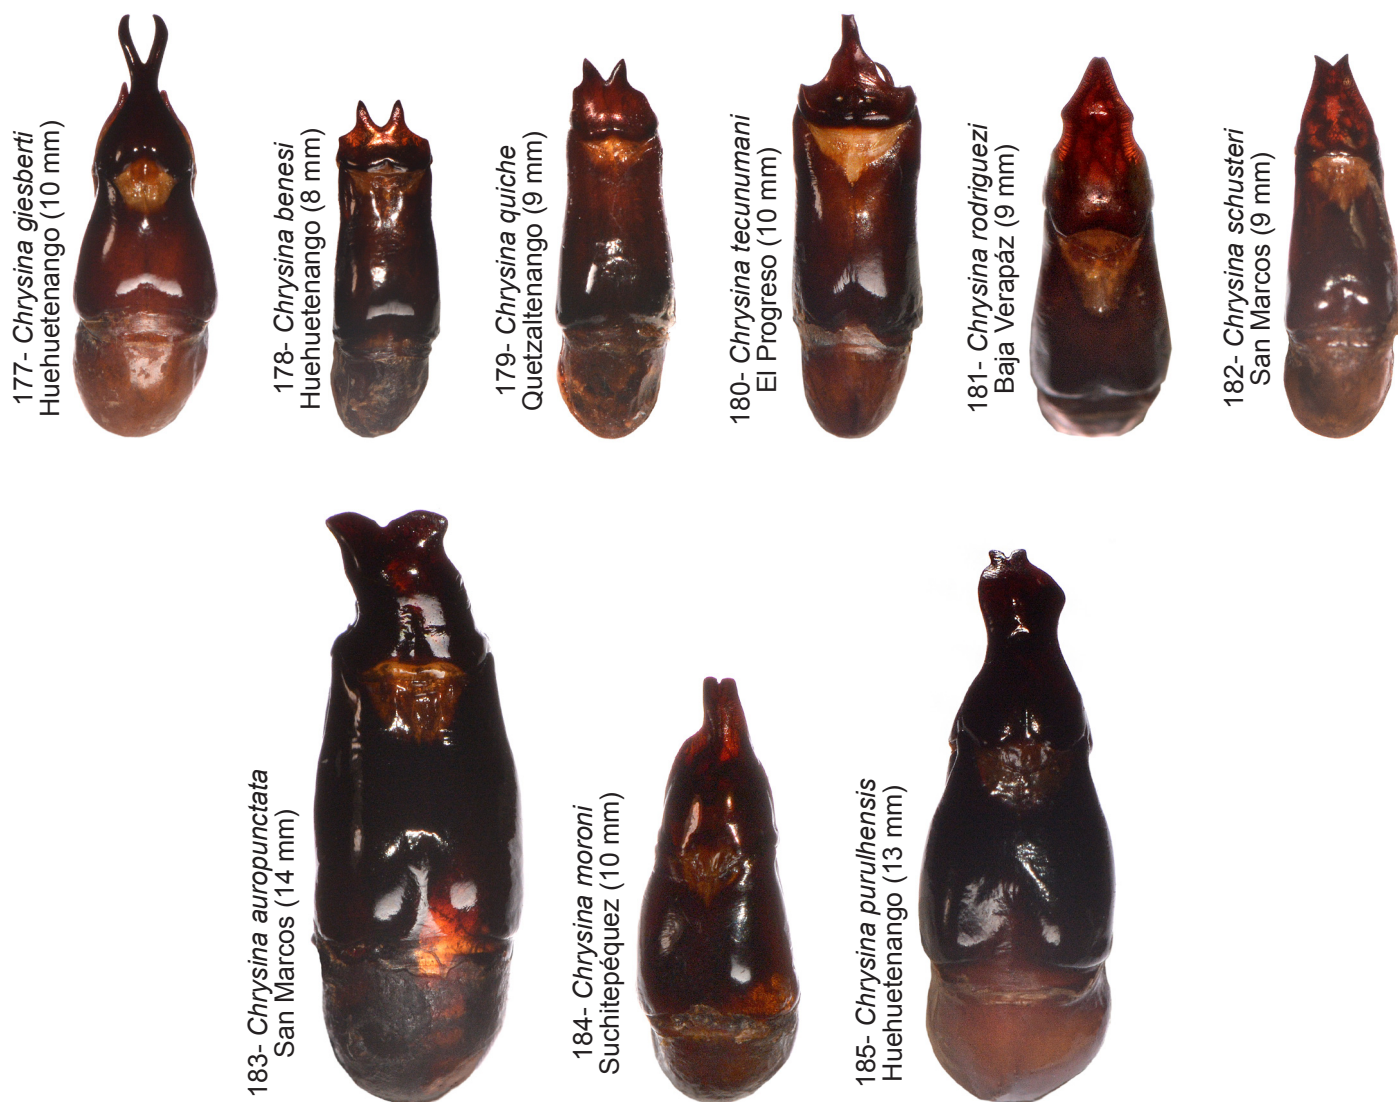 177- Chrysina giesberti
Huehuetenango (10 mm)
178- Chrysina benesi
Huehuetenango (8 mm)
179- Chrysina quiche
Quetzaltenango (9 mm)
180- Chrysina tecunumani
El Progreso (10 mm)
181- Chrysina rodriguezi
Baja Verapáz (9 mm)
182- Chrysina schusteri
San Marcos (9 mm)
183- Chrysina auropunctata
San Marcos (14 mm)
184- Chrysina moroni
Suchitepéquez (10 mm)
185- Chrysina purulhensis
Huehuetenango (13 mm)